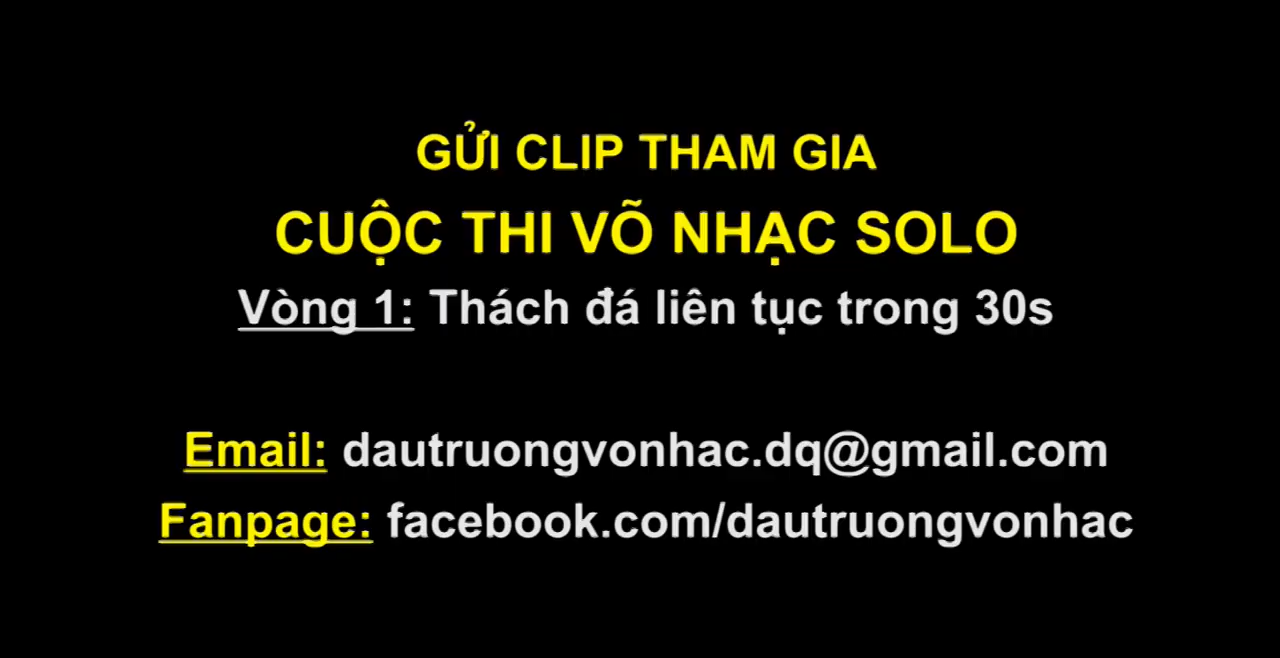 GỬI CLIP THAM GIA
CUỘC THI VÕ NHẠC SOLO
Vòng 1: Thách đá liên tục trong 30s
Email: dautruongvonhac.dq@gmail.com
Fanpage: facebook.com/dautruongvonhac